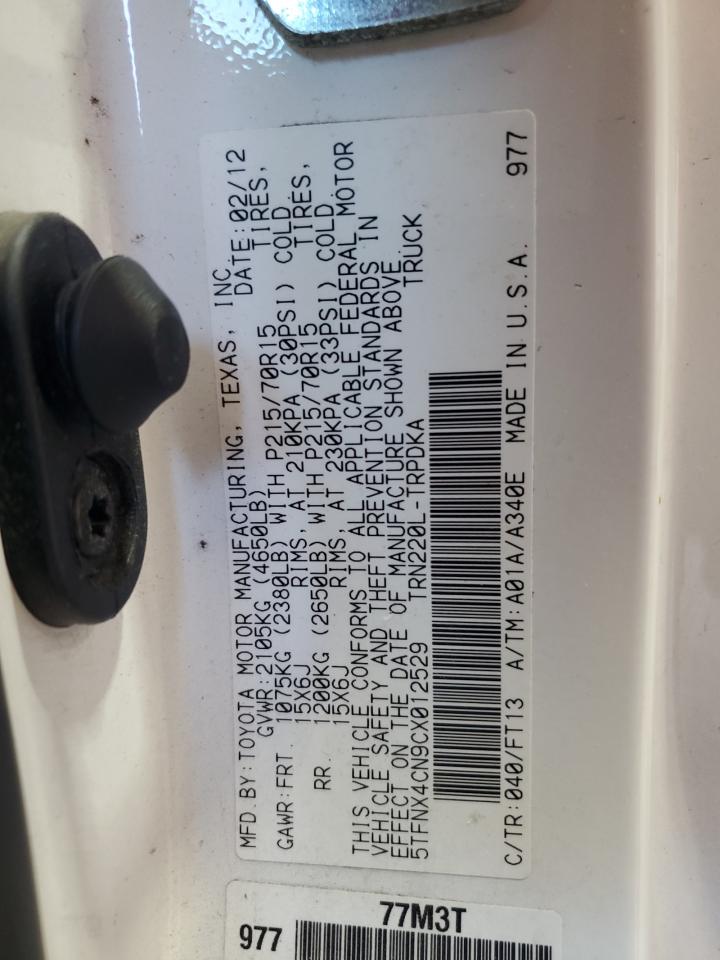 MFD.BY:TOYOTA MOTOR MANUFACTURING, TEXAS, INC.
GVWR:2105KG (4650LB) DATE:02/12
GAWR:FRT. 1075KG (2380LB) WITH P215/70R15 TIRES,
15X6J RIMS, AT 210KPA (30PSI) COLD
RR. 1200KG (2650LB) WITH P215/70R15 TIRES,
15X6J RIMS, AT 230KPA (33PSI) COLD
THIS VEHICLE CONFORMS TO ALL APPLICABLE FEDERAL MOTOR
VEHICLE SAFETY AND THEFT PREVENTION STANDARDS IN
EFFECT ON THE DATE OF MANUFACTURE SHOWN ABOVE.
5TFNX4CN9CX012529 TRN220L-TRPDKA TRUCK
C/TR:040/FT13 A/TM:A01A/A340E MADE IN U.S.A. 977
77M3T
977